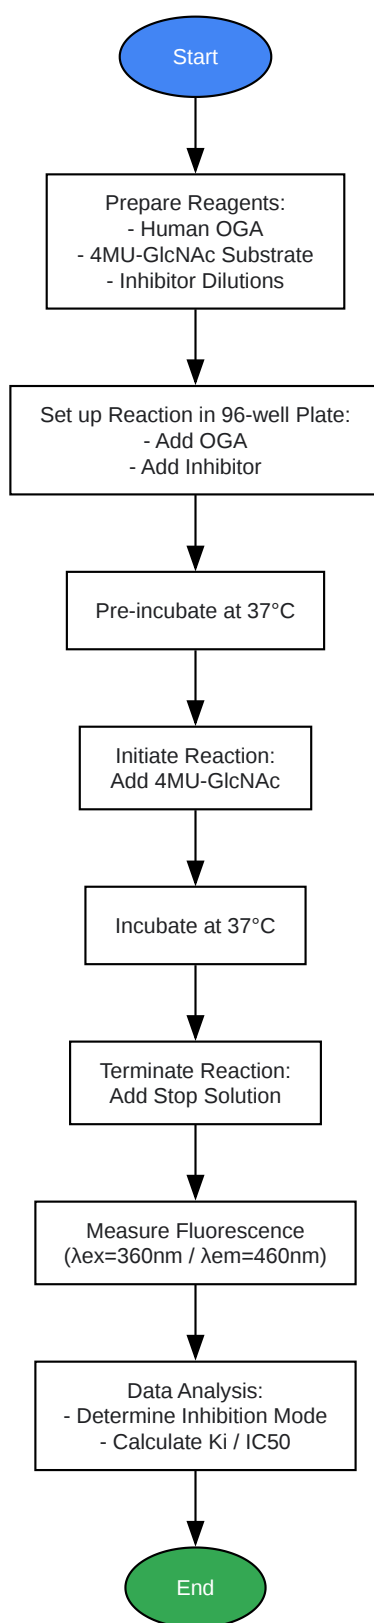 Start
Prepare Reagents:
- Human OGA
- 4MU-GlcNAc Substrate
- Inhibitor Dilutions
Set up Reaction in 96-well Plate:
- Add OGA
- Add Inhibitor
Pre-incubate at 37°C
Initiate Reaction:
Add 4MU-GlcNAc
Incubate at 37°C
Terminate Reaction:
Add Stop Solution
Measure Fluorescence
(λex=360nm / λem=460nm)
Data Analysis:
- Determine Inhibition Mode
- Calculate Ki / IC50
End